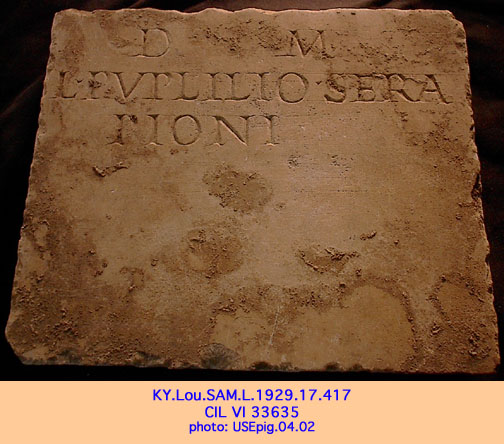 D M
L·PVPLILIO·SERA
PIONI
KY.Lou.SAM.L.1929.17.417
CIL VI 33635
photo: USEpig.04.02